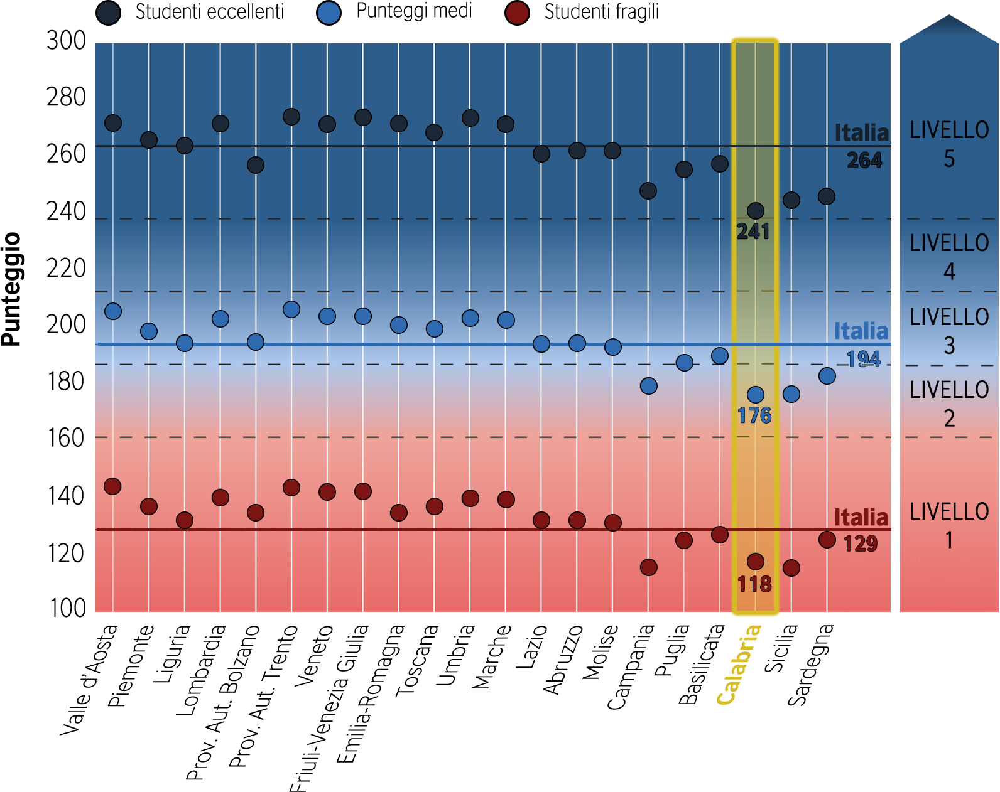 Studenti eccellenti
Punteggi medi
Studenti fragili
Punteggio
300
280
260
240
220
200
180
160
140
120
100
Italia
264
241
Italia
194
176
Italia
129
118
LIVELLO
5
LIVELLO
4
LIVELLO
3
LIVELLO
2
LIVELLO
1
Valle d'Aosta
Piemonte
Liguria
Lombardia
Prov. Aut. Bolzano
Prov. Aut. Trento
Veneto
Friuli-Venezia Giulia
Emilia-Romagna
Toscana
Umbria
Marche
Lazio
Abruzzo
Molise
Campania
Puglia
Basilicata
Calabria
Sicilia
Sardegna